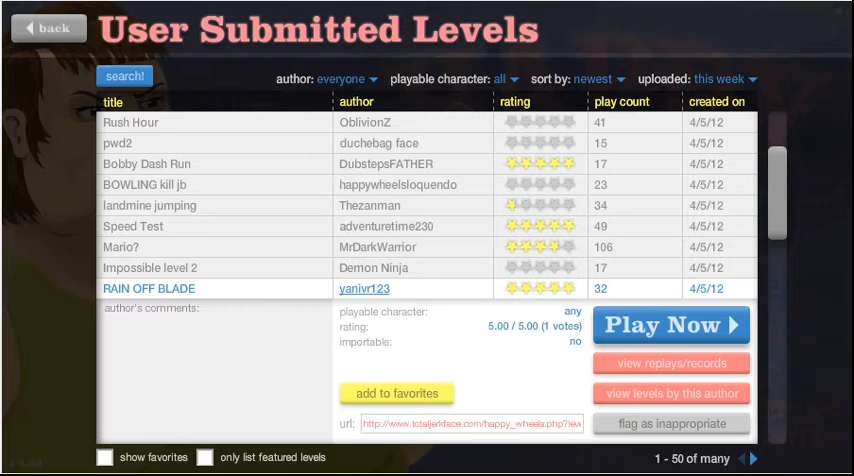 back
User Submitted Levels
search!
author: everyone playable character: all sort by: newest uploaded: this week
title author rating play count created on
Rush Hour OblivionZ 41 4/5/12
pwd2 duchebag face 15 4/5/12
Bobby Dash Run DubstepsFATHER 17 4/5/12
BOWLING kill jb happywheelsloquendo 23 4/5/12
landmine jumping Thezanman 34 4/5/12
Speed Test adventuretime230 49 4/5/12
Mario? MrDarkWarrior 106 4/5/12
Impossible level 2 Demon Ninja 17 4/5/12
RAIN OFF BLADE yanivr123 32 4/5/12
author's comments:
playable character: any
rating: 5.00 / 5.00 (1 votes)
importable: no
Play Now
view replays/records
add to favorites
view levels by this author
url: http://www.totaljerkface.com/happy_wheels.php?leve
flag as inappropriate
show favorites only list featured levels 1 - 50 of many